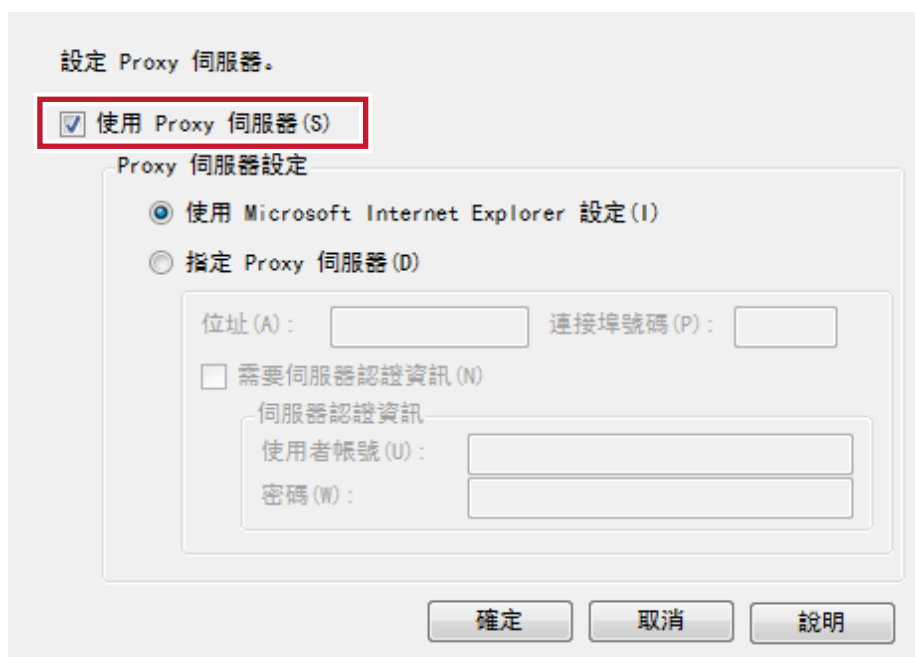 設定 Proxy 伺服器。
使用 Proxy 伺服器(S)
Proxy 伺服器設定
使用 Microsoft Internet Explorer 設定(I)
指定 Proxy 伺服器(D)
位址(A): 連接埠號碼(P):
需要伺服器認證資訊(N)
伺服器認證資訊
使用者帳號(U):
密碼(W):
確定 取消 說明